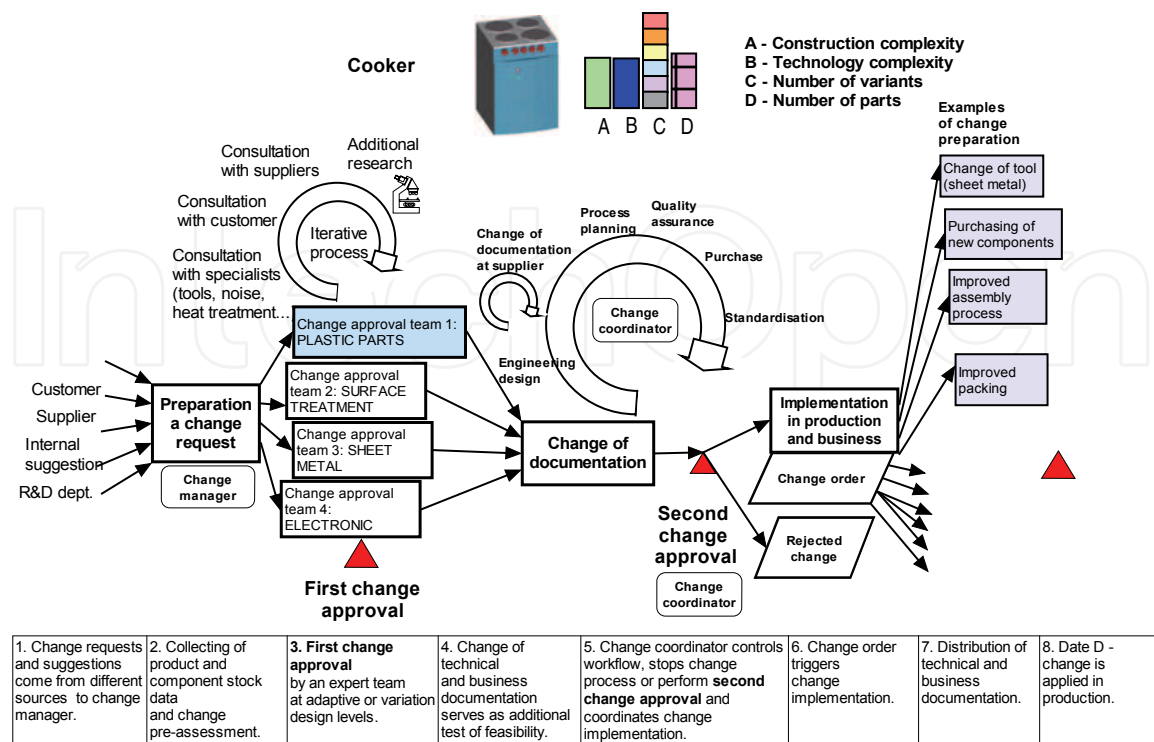 Cooker
A
B
C
D
A - Construction complexity
B - Technology complexity
C - Number of variants
D - Number of parts
Examples
of change
preparation
Change of tool
(sheet metal)
Purchasing of
new components
Improved
assembly
process
Improved
packing
Consultation
with suppliers
Additional
research
Consultation
with customer
Iterative
process
Consultation
with specialists
(tools, noise,
heat treatment...
Change of
documentation
at supplier
Process
planning
Quality
assurance
Purchase
Standardisation
Change
coordinator
Engineering
design
Customer
Supplier
Internal
suggestion
R&D dept.
Preparation
a change
request
Change
manager
Change approval team 1:
PLASTIC PARTS
Change approval
team 2: SURFACE
TREATMENT
Change approval
team 3: SHEET
METAL
Change approval
team 4:
ELECTRONIC
First change
approval
Change of
documentation
Second
change
approval
Change
coordinator
Implementation
in production
and business
Change order
Rejected
change
1. Change requests
and suggestions
come from different
sources to change
manager.
2. Collecting of
product and
component stock
data
and change
pre-assessment.
3. First change
approval
by an expert team
at adaptive or variation
design levels.
4. Change of
technical
and business
documentation
serves as additional
test of feasibility.
5. Change coordinator controls
workflow, stops change
process or perform second
change approval and
coordinates change
implementation.
6. Change order
triggers
change
implementation.
7. Distribution of
technical and
business
documentation.
8. Date D -
change is
applied in
production.
IntechOpen